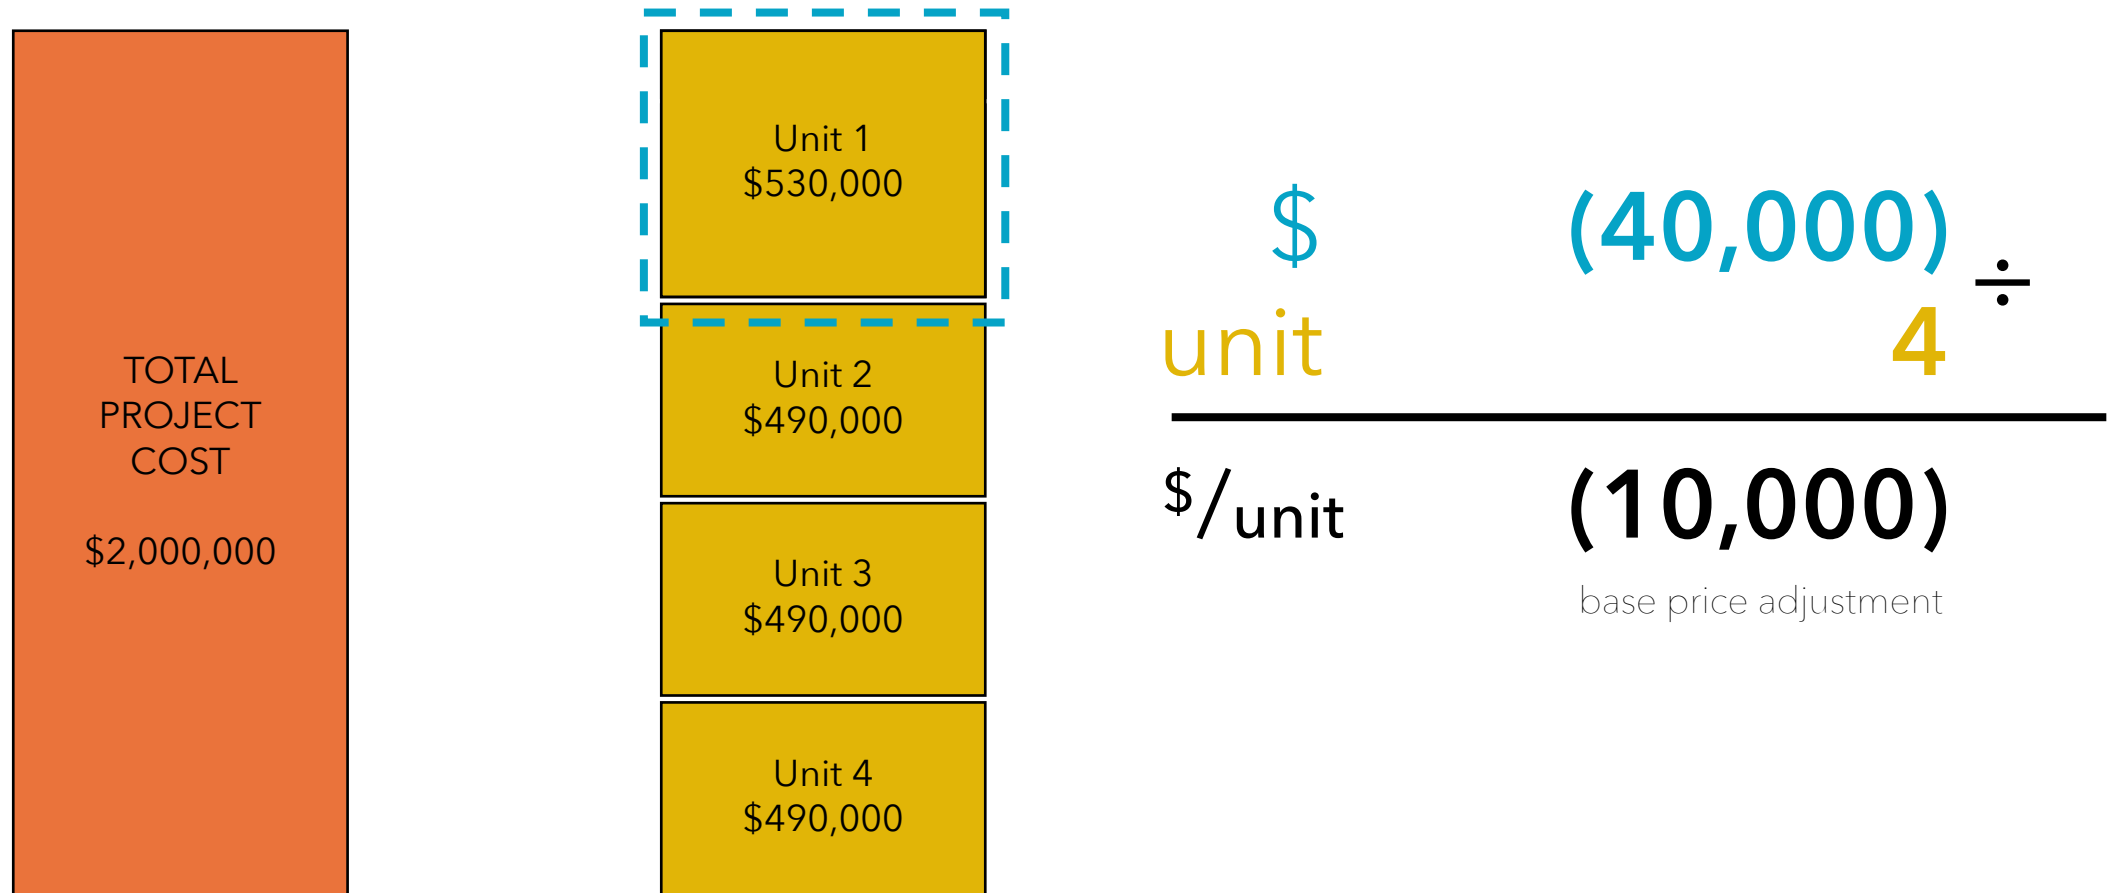 TOTAL
PROJECT
COST
$2,000,000
Unit 1
$530,000
Unit 2
$490,000
Unit 3
$490,000
Unit 4
$490,000
$ (40,000)
÷
unit 4
$/unit (10,000)
base price adjustment